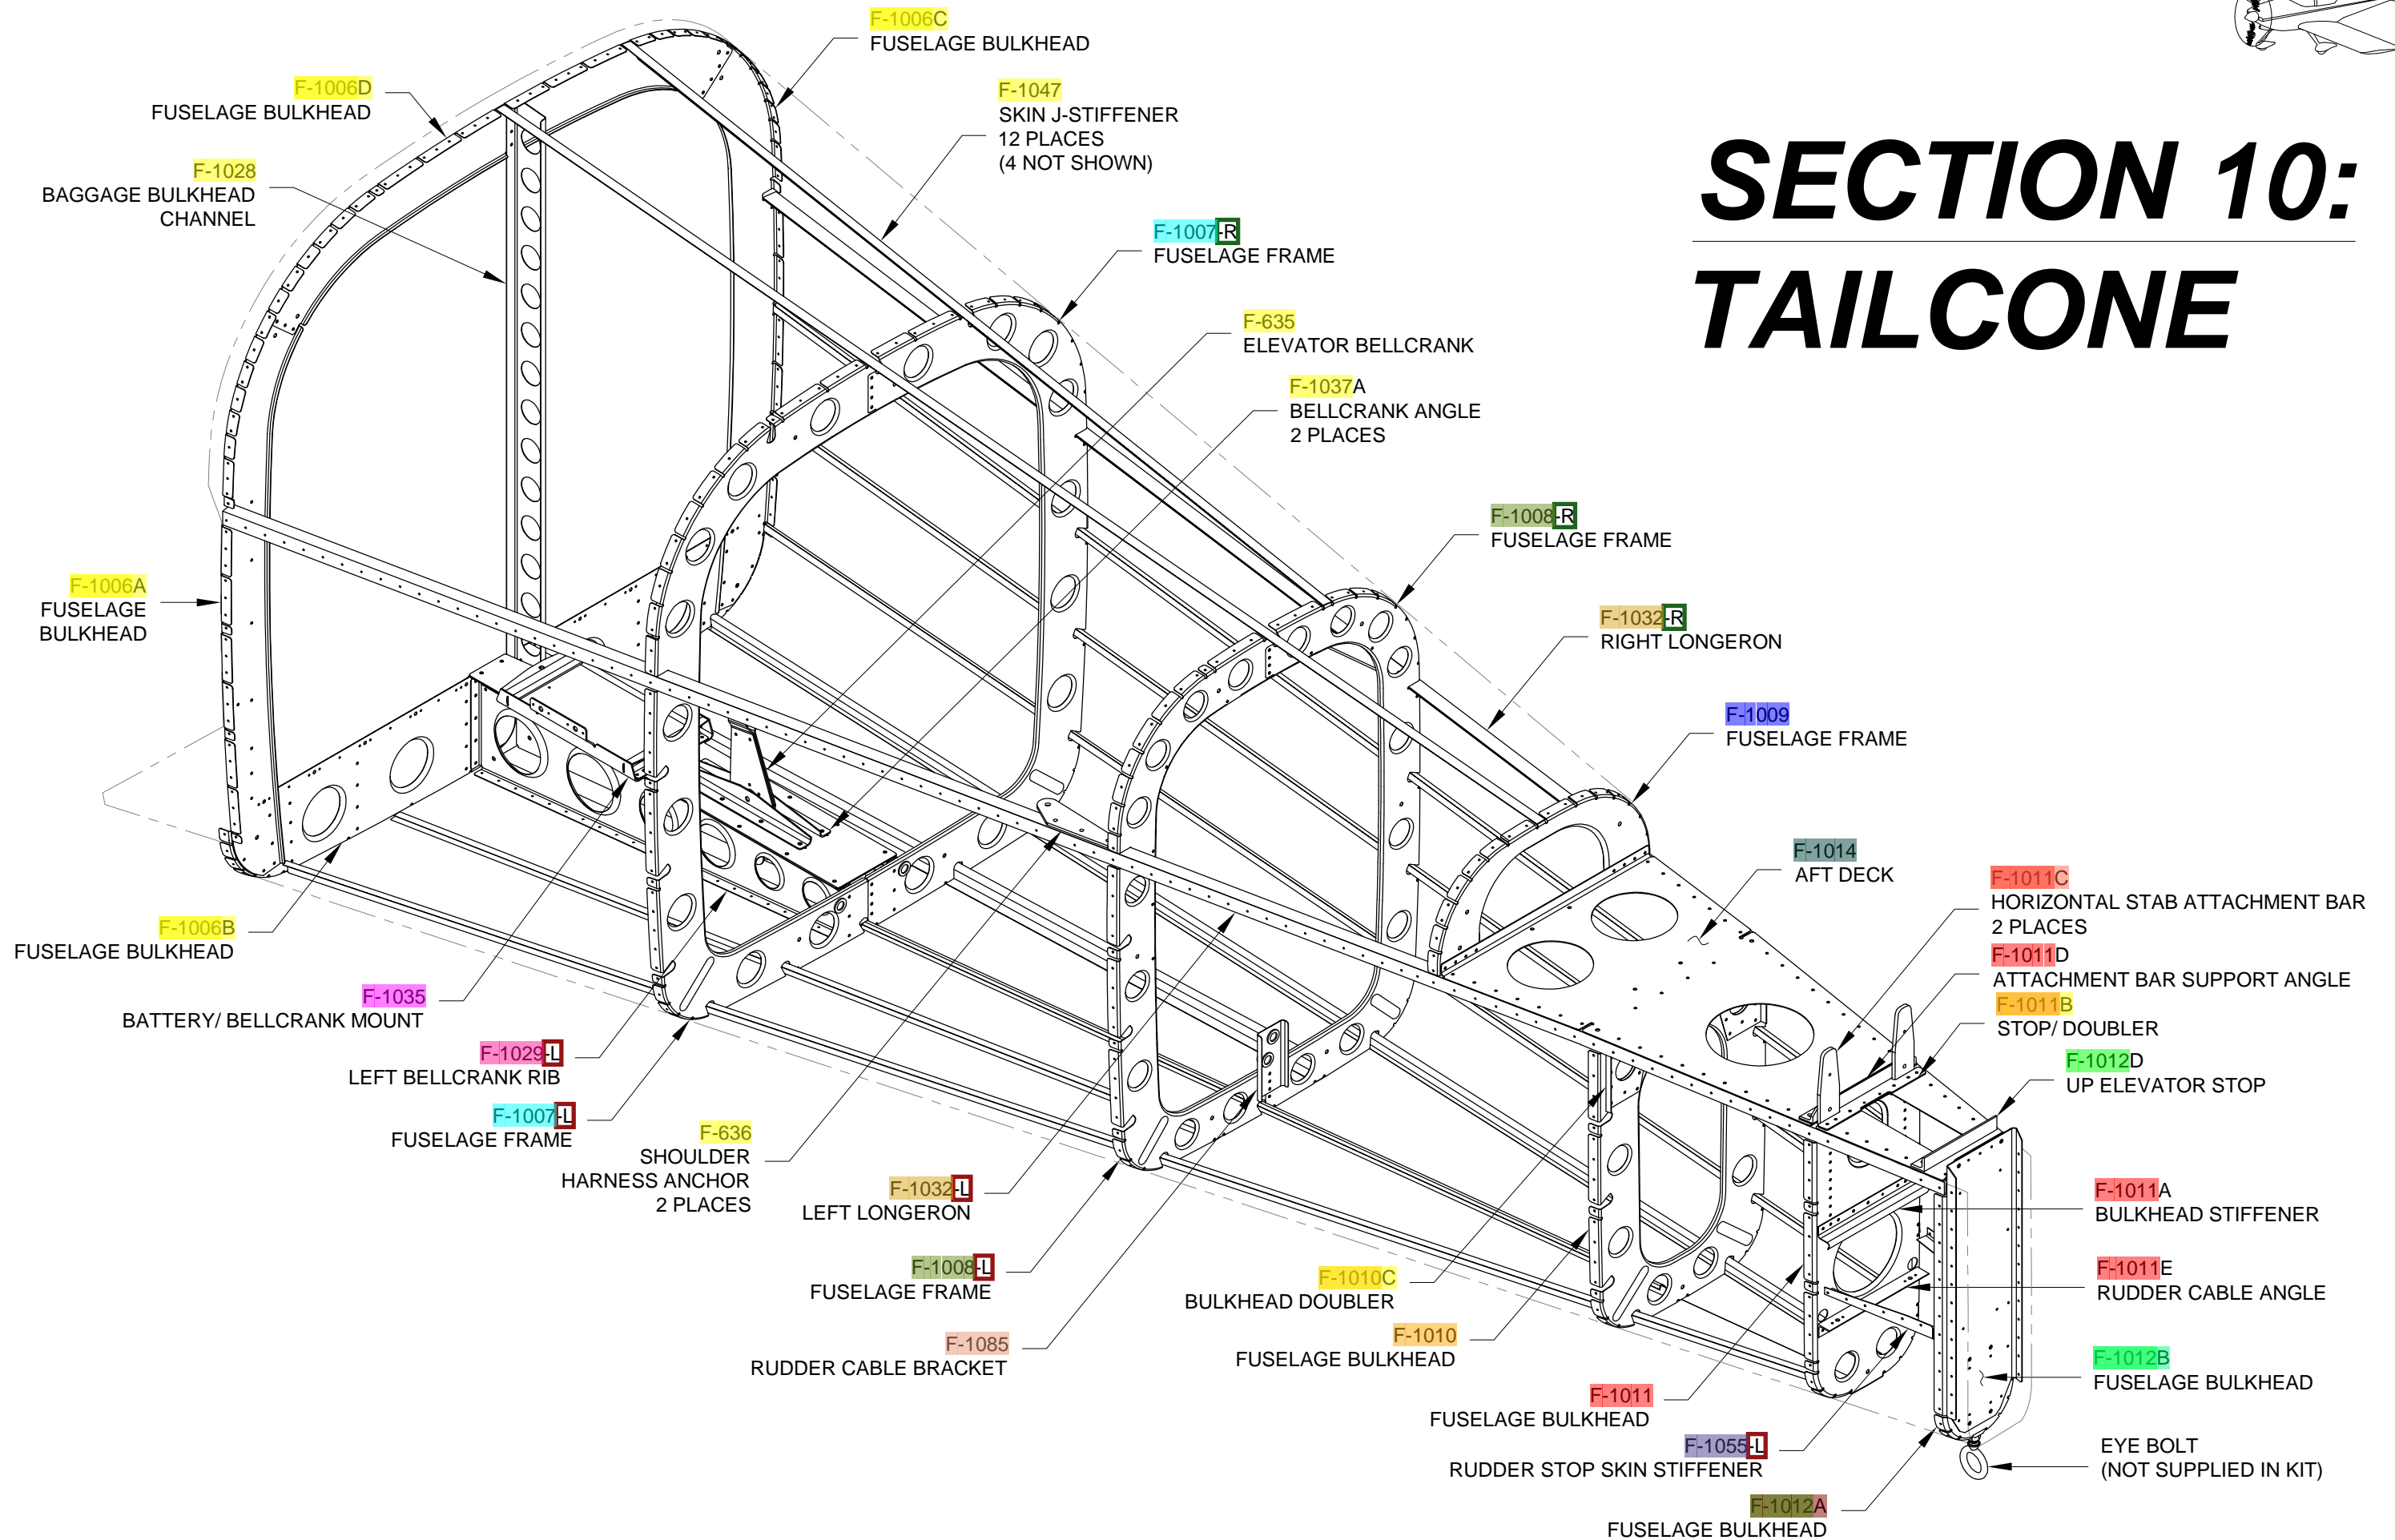 SECTION 10:
TAILCONE
F-1006C
FUSELAGE BULKHEAD
F-1006D
FUSELAGE BULKHEAD
F-1047
SKIN J-STIFFENER
12 PLACES
(4 NOT SHOWN)
F-1028
BAGGAGE BULKHEAD
CHANNEL
F-1007-R
FUSELAGE FRAME
F-635
ELEVATOR BELLCRANK
F-1037A
BELLCRANK ANGLE
2 PLACES
F-1008-R
FUSELAGE FRAME
F-1006A
FUSELAGE
BULKHEAD
F-1032-R
RIGHT LONGERON
F-1009
FUSELAGE FRAME
F-1014
AFT DECK
F-1011C
HORIZONTAL STAB ATTACHMENT BAR
2 PLACES
F-1011D
ATTACHMENT BAR SUPPORT ANGLE
F-1011B
STOP/ DOUBLER
F-1012D
UP ELEVATOR STOP
F-1006B
FUSELAGE BULKHEAD
F-1035
BATTERY/ BELLCRANK MOUNT
F-1029-L
LEFT BELLCRANK RIB
F-1007-L
FUSELAGE FRAME
F-636
SHOULDER
HARNESS ANCHOR
2 PLACES
F-1032-L
LEFT LONGERON
F-1008-L
FUSELAGE FRAME
F-1085
RUDDER CABLE BRACKET
F-1010C
BULKHEAD DOUBLER
F-1010
FUSELAGE BULKHEAD
F-1011
FUSELAGE BULKHEAD
F-1055-L
RUDDER STOP SKIN STIFFENER
F-1012A
FUSELAGE BULKHEAD
F-1011A
BULKHEAD STIFFENER
F-1011E
RUDDER CABLE ANGLE
F-1012B
FUSELAGE BULKHEAD
EYE BOLT
(NOT SUPPLIED IN KIT)